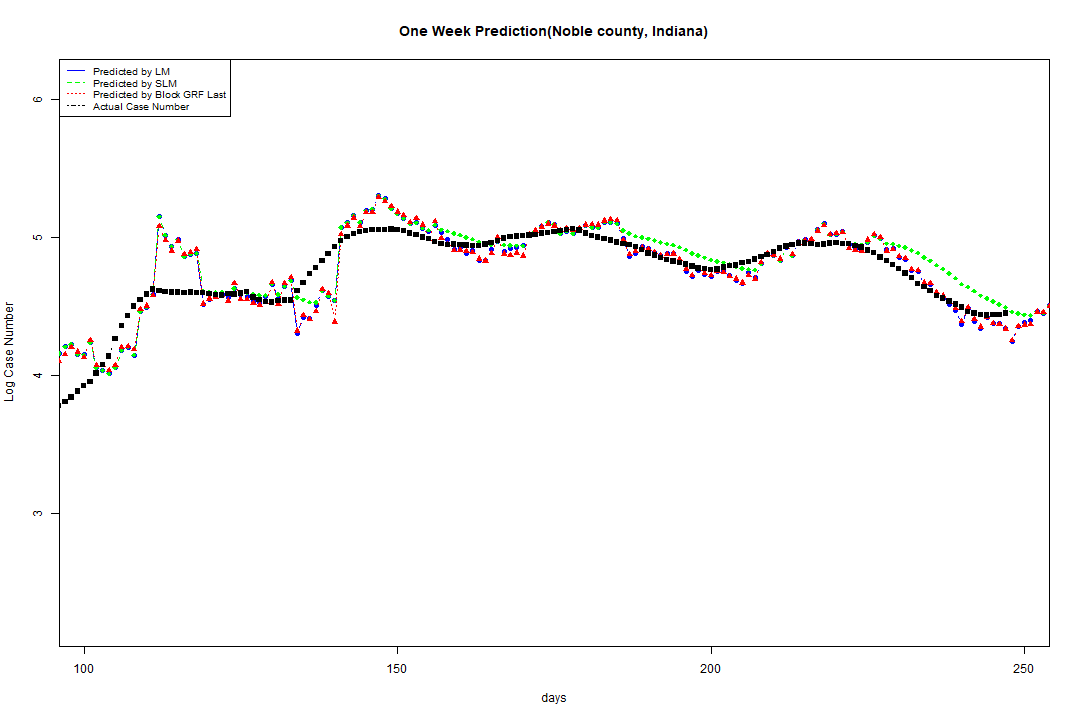 One Week Prediction(Noble county, Indiana)
Predicted by LM
Predicted by SLM
Predicted by Block GRF Last
Actual Case Number
6
5
4
3
Log Case Number
100 150 200 250
days